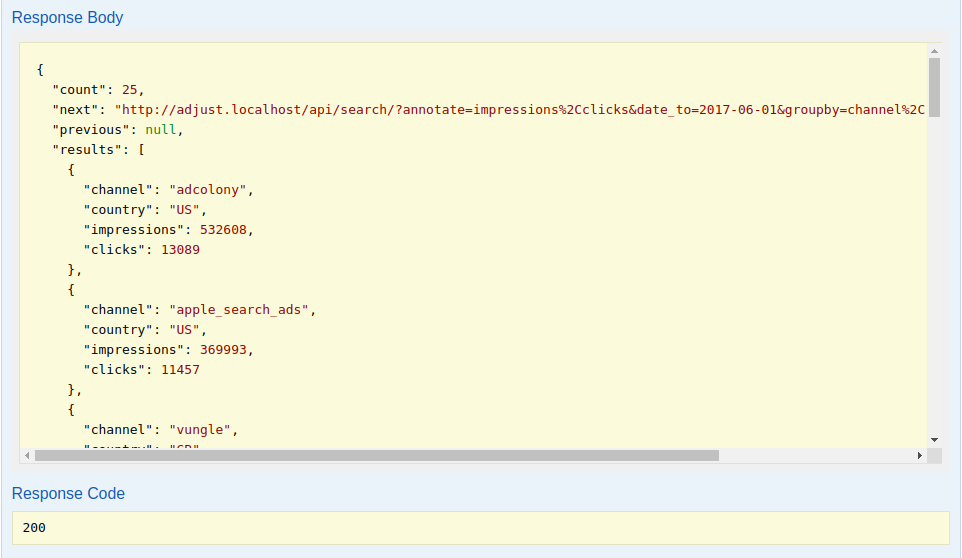 Response Body
{
"count": 25,
"next": "http://adjust.localhost/api/search/?annotate=impressions%2Cclicks&date_to=2017-06-01&groupby=channel%2C
"previous": null,
"results": [
{
"channel": "adcolony",
"country": "US",
"impressions": 532608,
"clicks": 13089
},
{
"channel": "apple_search_ads",
"country": "US",
"impressions": 369993,
"clicks": 11457
},
{
"channel": "vungle",
Response Code
200